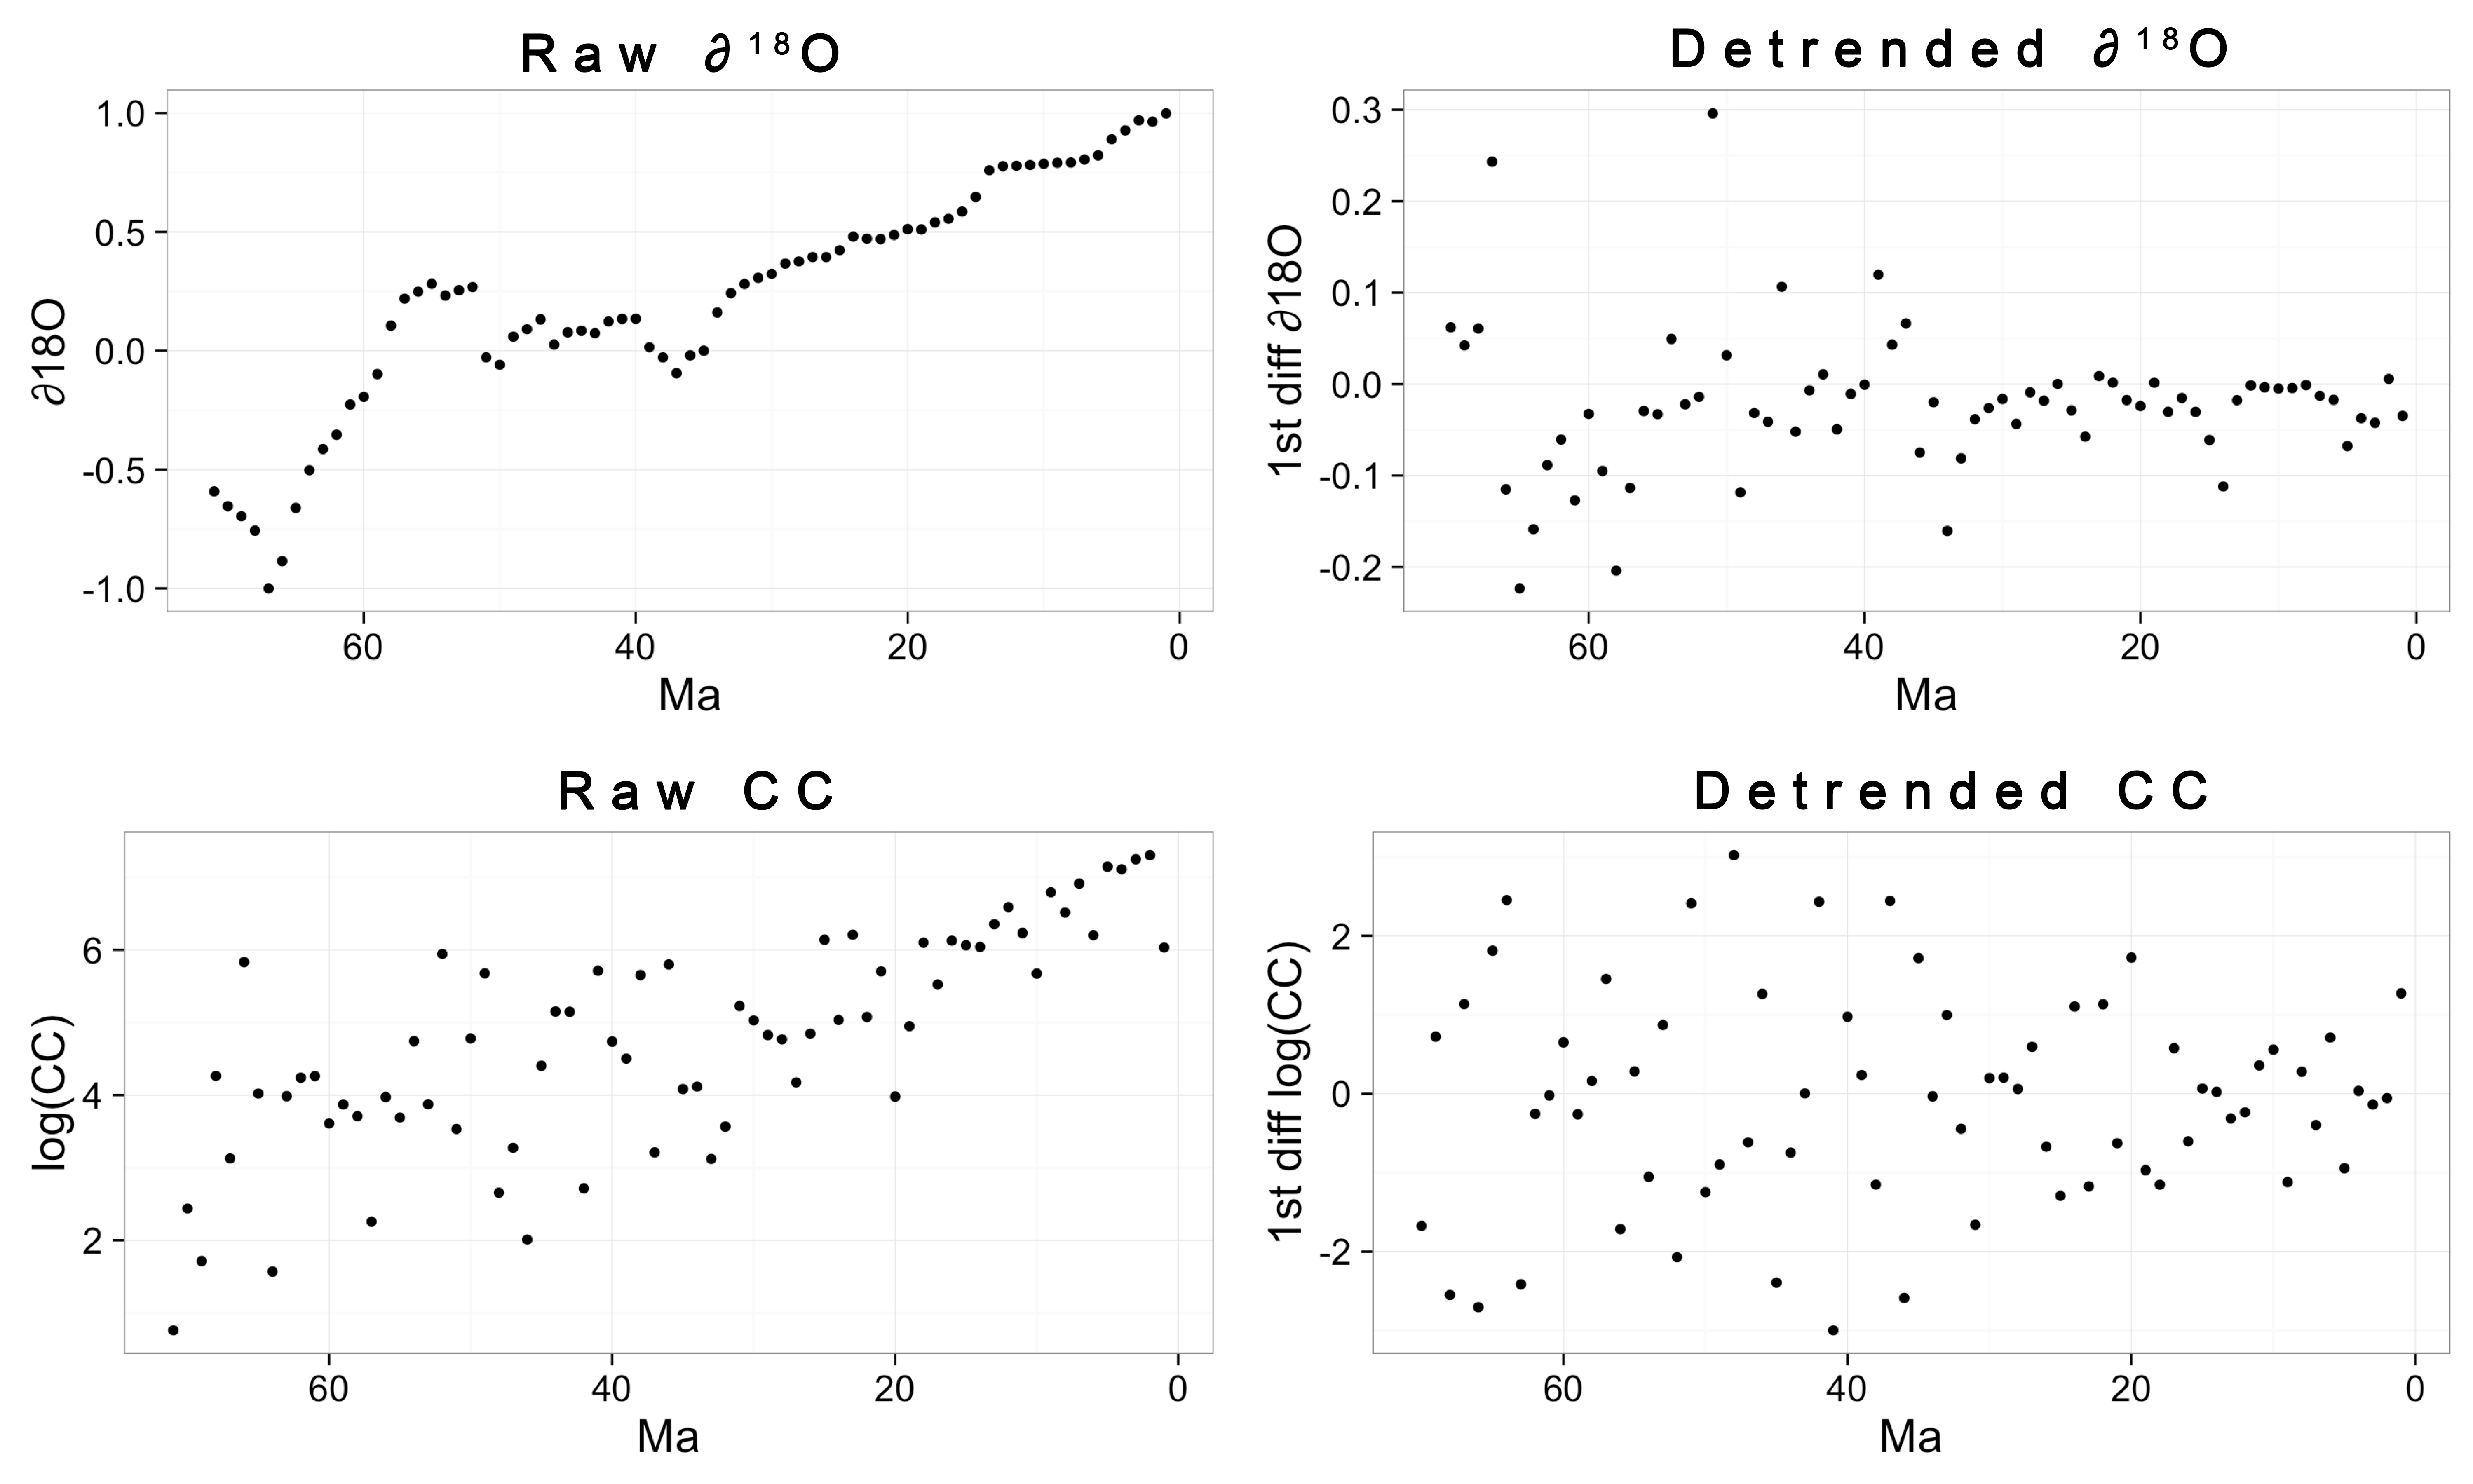 Raw ∂¹⁸O
1.0
0.5
0.0
-0.5
-1.0
∂18O
60 40 20 0
Ma
Detrended ∂¹⁸O
0.3
0.2
0.1
0.0
-0.1
-0.2
1st diff ∂18O
60 40 20 0
Ma
Raw CC
6
4
2
log(CC)
60 40 20 0
Ma
Detrended CC
2
0
-2
1st diff log(CC)
60 40 20 0
Ma